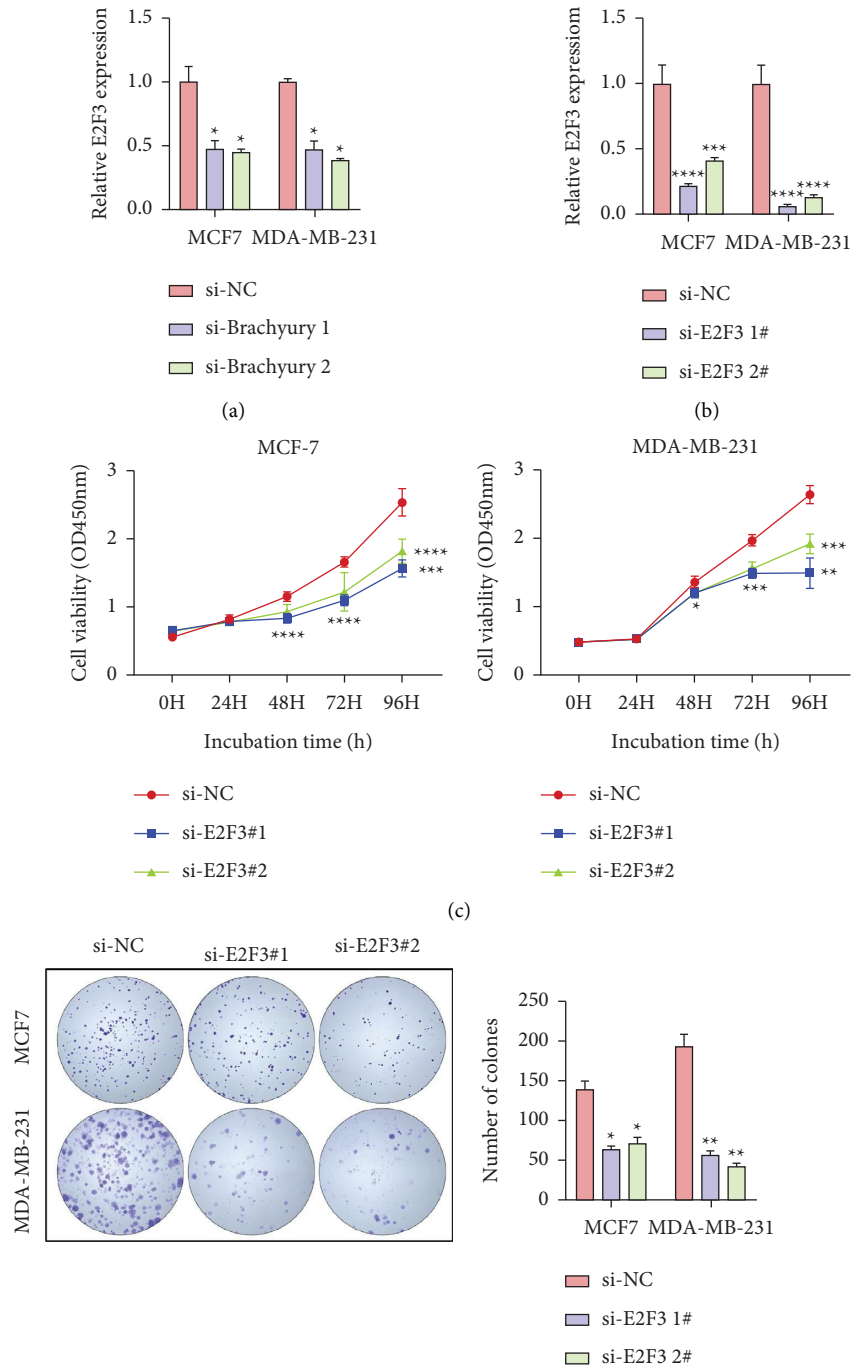 1.5
1.0
0.5
0.0
Relative E2F3 expression
*
*
*
*
MCF7 MDA-MB-231
si-NC
si-Brachyury 1
si-Brachyury 2
(a)
1.5
1.0
0.5
0.0
Relative E2F3 expressiom
****
***
****
****
MCF7 MDA-MB-231
si-NC
si-E2F3 1#
si-E2F3 2#
(b)
MCF-7
3
2
1
0
Cell viability (OD450nm)
****
***
****
****
0H 24H 48H 72H 96H
Incubation time (h)
si-NC
si-E2F3#1
si-E2F3#2
MDA-MB-231
3
2
1
0
Cell viability (OD450nm)
***
**
***
*
0H 24H 48H 72H 96H
Incubation time (h)
si-NC
si-E2F3#1
si-E2F3#2
(c)
si-NC si-E2F3#1 si-E2F3#2
MCF7
MDA-MB-231
250
200
150
100
50
0
Number of colones
*
*
**
**
MCF7 MDA-MB-231
si-NC
si-E2F3 1#
si-E2F3 2#